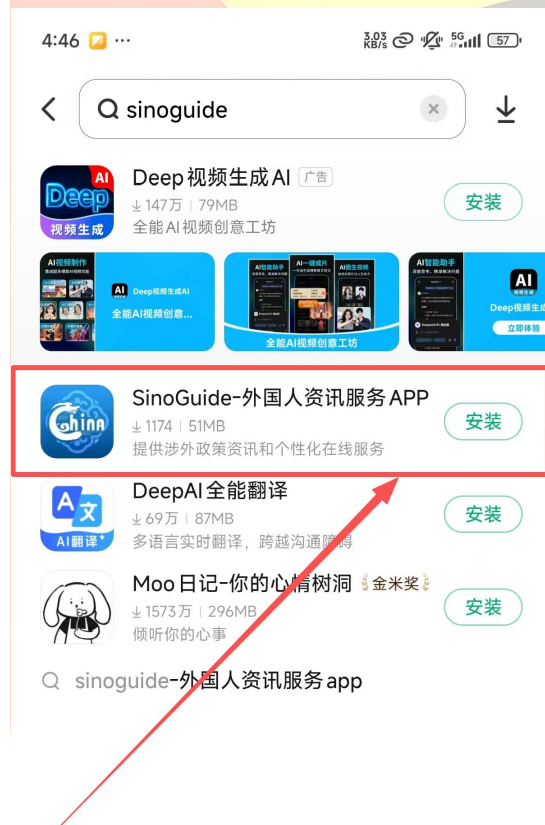 4:46
3.03 KB/s 5G 57
sinoguide
AI
Deep
视频生成
Deep视频生成AI 广告
147万 | 79MB
全能AI视频创意工坊
安装
AI视频制作
AI Deep视频生成AI
全能AI视频创意...
AI智能助手
AI一键成片
AI图生视频
全能AI视频创意工坊
AI智能助手
AI
Deep视频生成AI
立即体验
China
SinoGuide-外国人资讯服务APP
1174 | 51MB
提供涉外政策资讯和个性化在线服务
安装
A文
AI翻译+
DeepAI全能翻译
69万 | 87MB
多语言实时翻译，跨越沟通障碍
安装
Moo日记-你的心情树洞 金米奖
1573万 | 296MB
倾听你的心事
安装
sinoguide-外国人资讯服务app